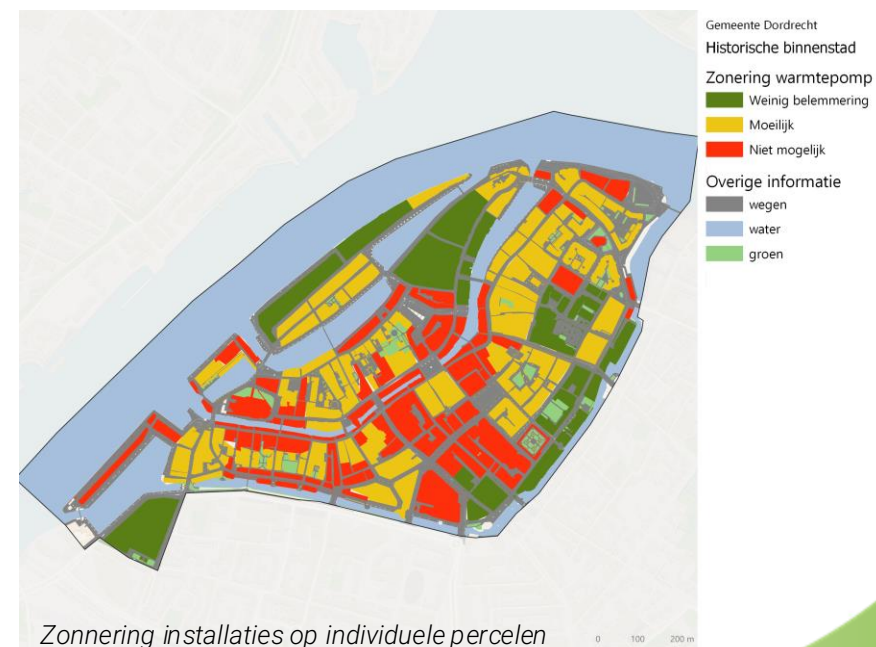 Gemeente Dordrecht
Historische binnenstad
Zonering warmtepomp
Weinig belemmering
Moeilijk
Niet mogelijk
Overige informatie
wegen
water
groen
Zonnering installaties op individuele percelen
0 100 200 m